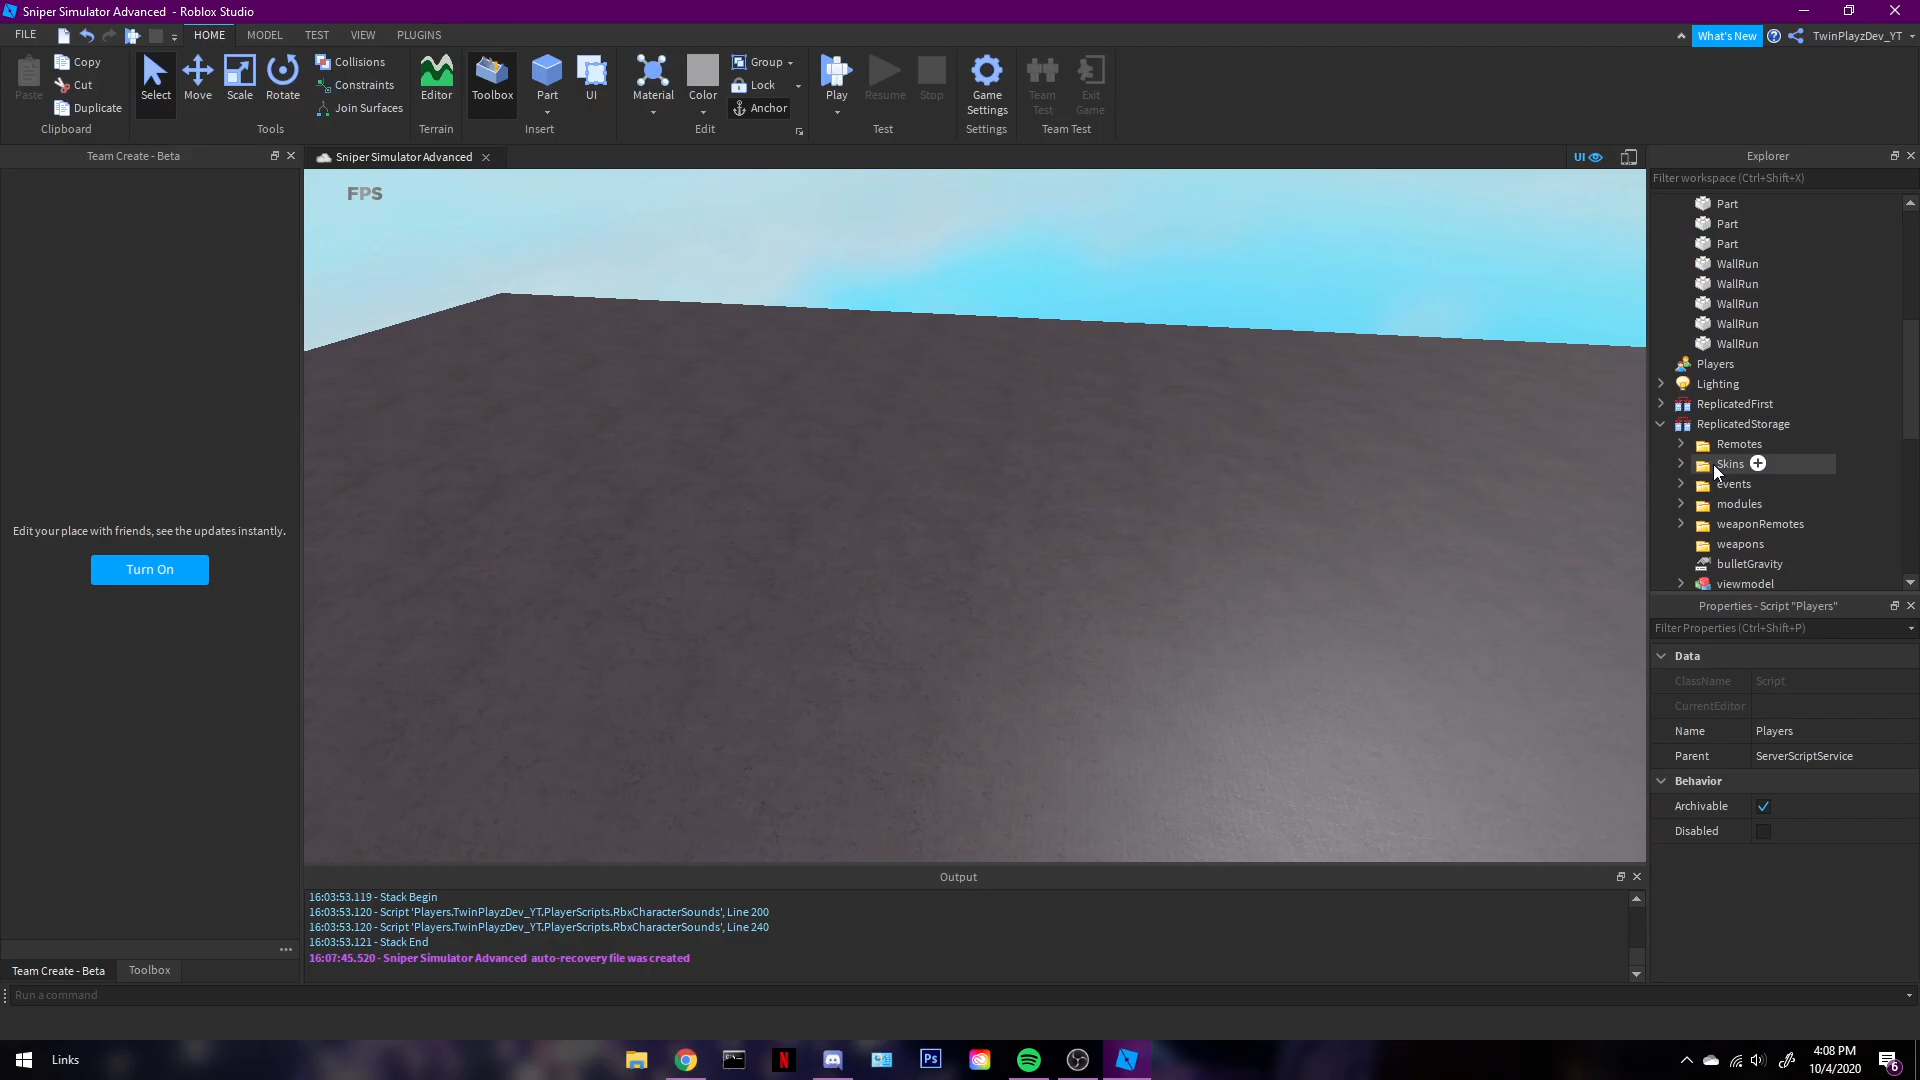 Sniper Simulator Advanced - Roblox Studio
FILE
HOME
MODEL
TEST
VIEW
PLUGINS
What's New
TwinPlayzDev_YT
Paste
Copy
Cut
Duplicate
Clipboard
Select
Move
Scale
Rotate
Collisions
Constraints
Join Surfaces
Tools
Editor
Terrain
Toolbox
Part
UI
Insert
Material
Color
Group
Lock
Anchor
Edit
Play
Resume
Stop
Test
Game
Settings
Settings
Team
Test
Exit
Game
Team Test
Team Create - Beta
Edit your place with friends, see the updates instantly.
Turn On
Team Create - Beta
Toolbox
Sniper Simulator Advanced
UI
FPS
Output
16:03:53.119 - Stack Begin
16:03:53.120 - Script 'Players.TwinPlayzDev_YT.PlayerScripts.RbxCharacterSounds', Line 200
16:03:53.120 - Script 'Players.TwinPlayzDev_YT.PlayerScripts.RbxCharacterSounds', Line 240
16:03:53.121 - Stack End
16:07:45.520 - Sniper Simulator Advanced auto-recovery file was created
Explorer
Filter workspace (Ctrl+Shift+X)
Part
Part
Part
WallRun
WallRun
WallRun
WallRun
WallRun
Players
Lighting
ReplicatedFirst
ReplicatedStorage
Remotes
Skins
events
modules
weaponRemotes
weapons
bulletGravity
viewmodel
Properties - Script "Players"
Filter Properties (Ctrl+Shift+P)
Data
ClassName Script
CurrentEditor
Name Players
Parent ServerScriptService
Behavior
Archivable
Disabled
Run a command
Links
Ps
4:08 PM
10/4/2020
6